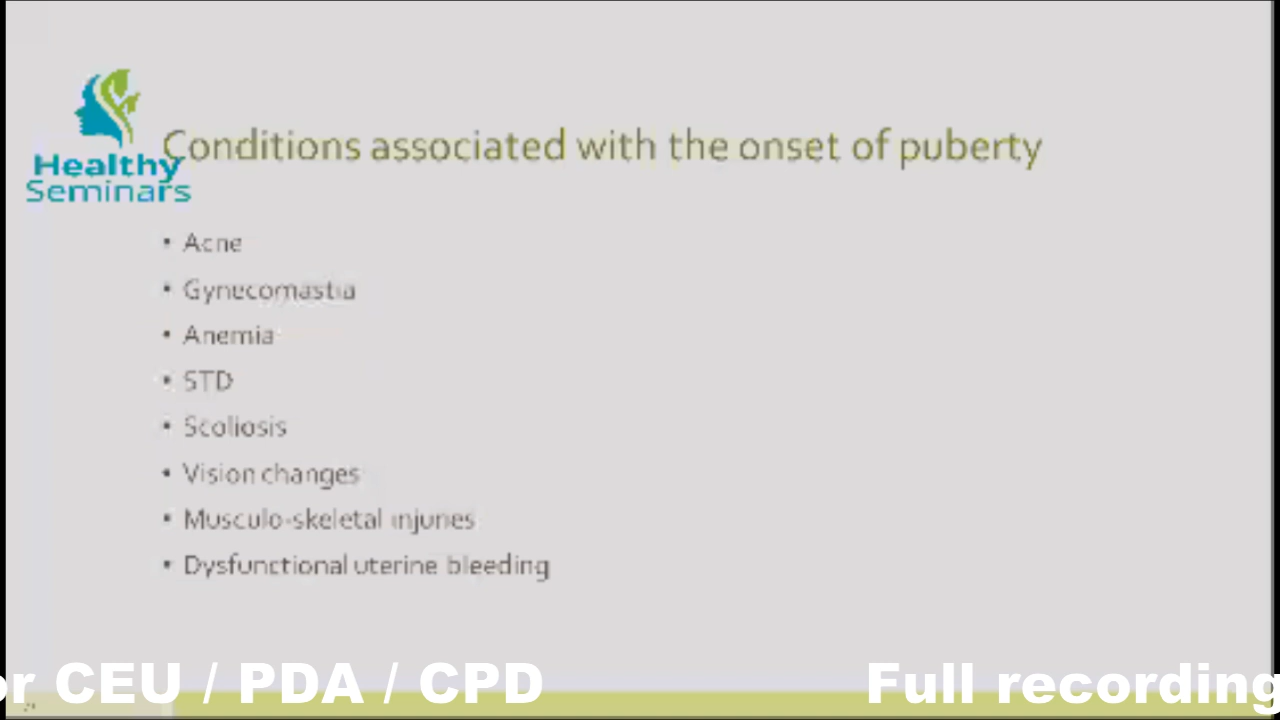 Healthy
Seminars
Conditions associated with the onset of puberty
• Acne
• Gynecomastia
• Anemia
• STD
• Scoliosis
• Vision changes
• Musculo-skeletal injuries
• Dysfunctional uterine bleeding
or CEU / PDA / CPD Full recording